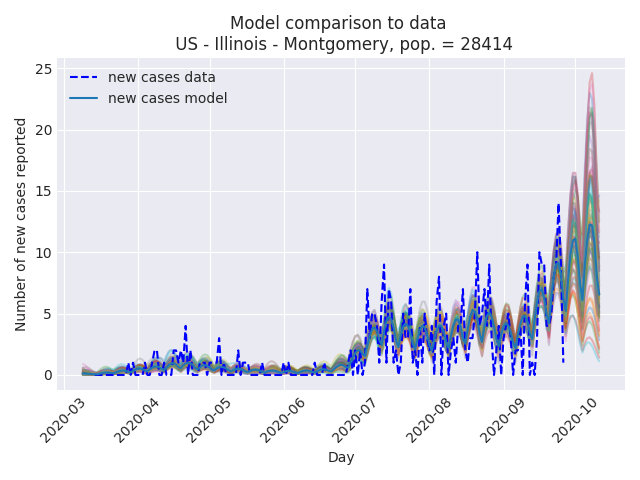 Model comparison to data
US - Illinois - Montgomery, pop. = 28414
new cases data
new cases model
Number of new cases reported
25
20
15
10
5
0
2020-03
2020-04
2020-05
2020-06
2020-07
2020-08
2020-09
2020-10
Day